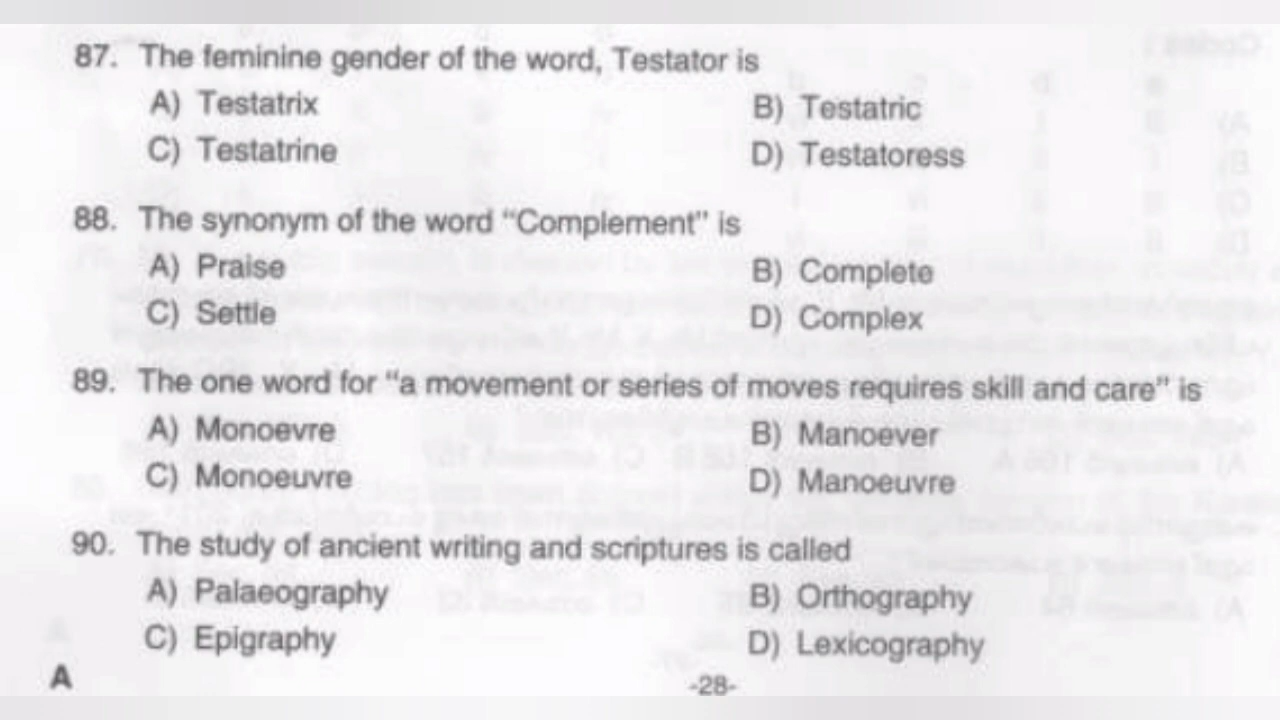 87. The feminine gender of the word, Testator is
A) Testatrix B) Testatric
C) Testatrine D) Testatoress
88. The synonym of the word “Complement” is
A) Praise B) Complete
C) Settle D) Complex
89. The one word for “a movement or series of moves requires skill and care” is
A) Monoevre B) Manoever
C) Monoeuvre D) Manoeuvre
90. The study of ancient writing and scriptures is called
A) Palaeography B) Orthography
C) Epigraphy D) Lexicography
A -28-